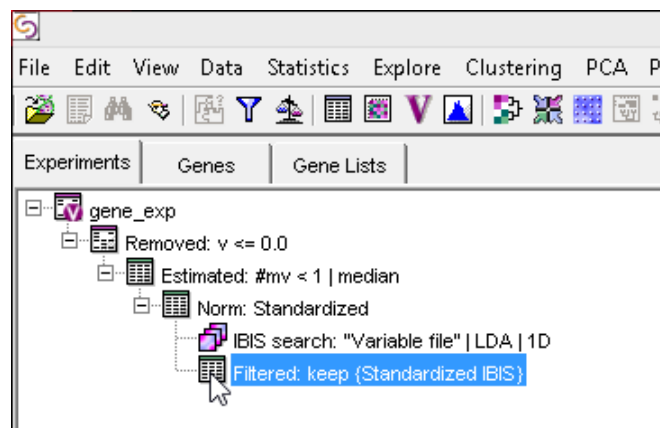 File Edit View Data Statistics Explore Clustering PCA P
Experiments Genes Gene Lists
gene_exp
Removed: v <= 0.0
Estimated: #mv < 1 | median
Norm: Standardized
IBIS search: "Variable file" | LDA | 1D
Filtered: keep {Standardized IBIS}